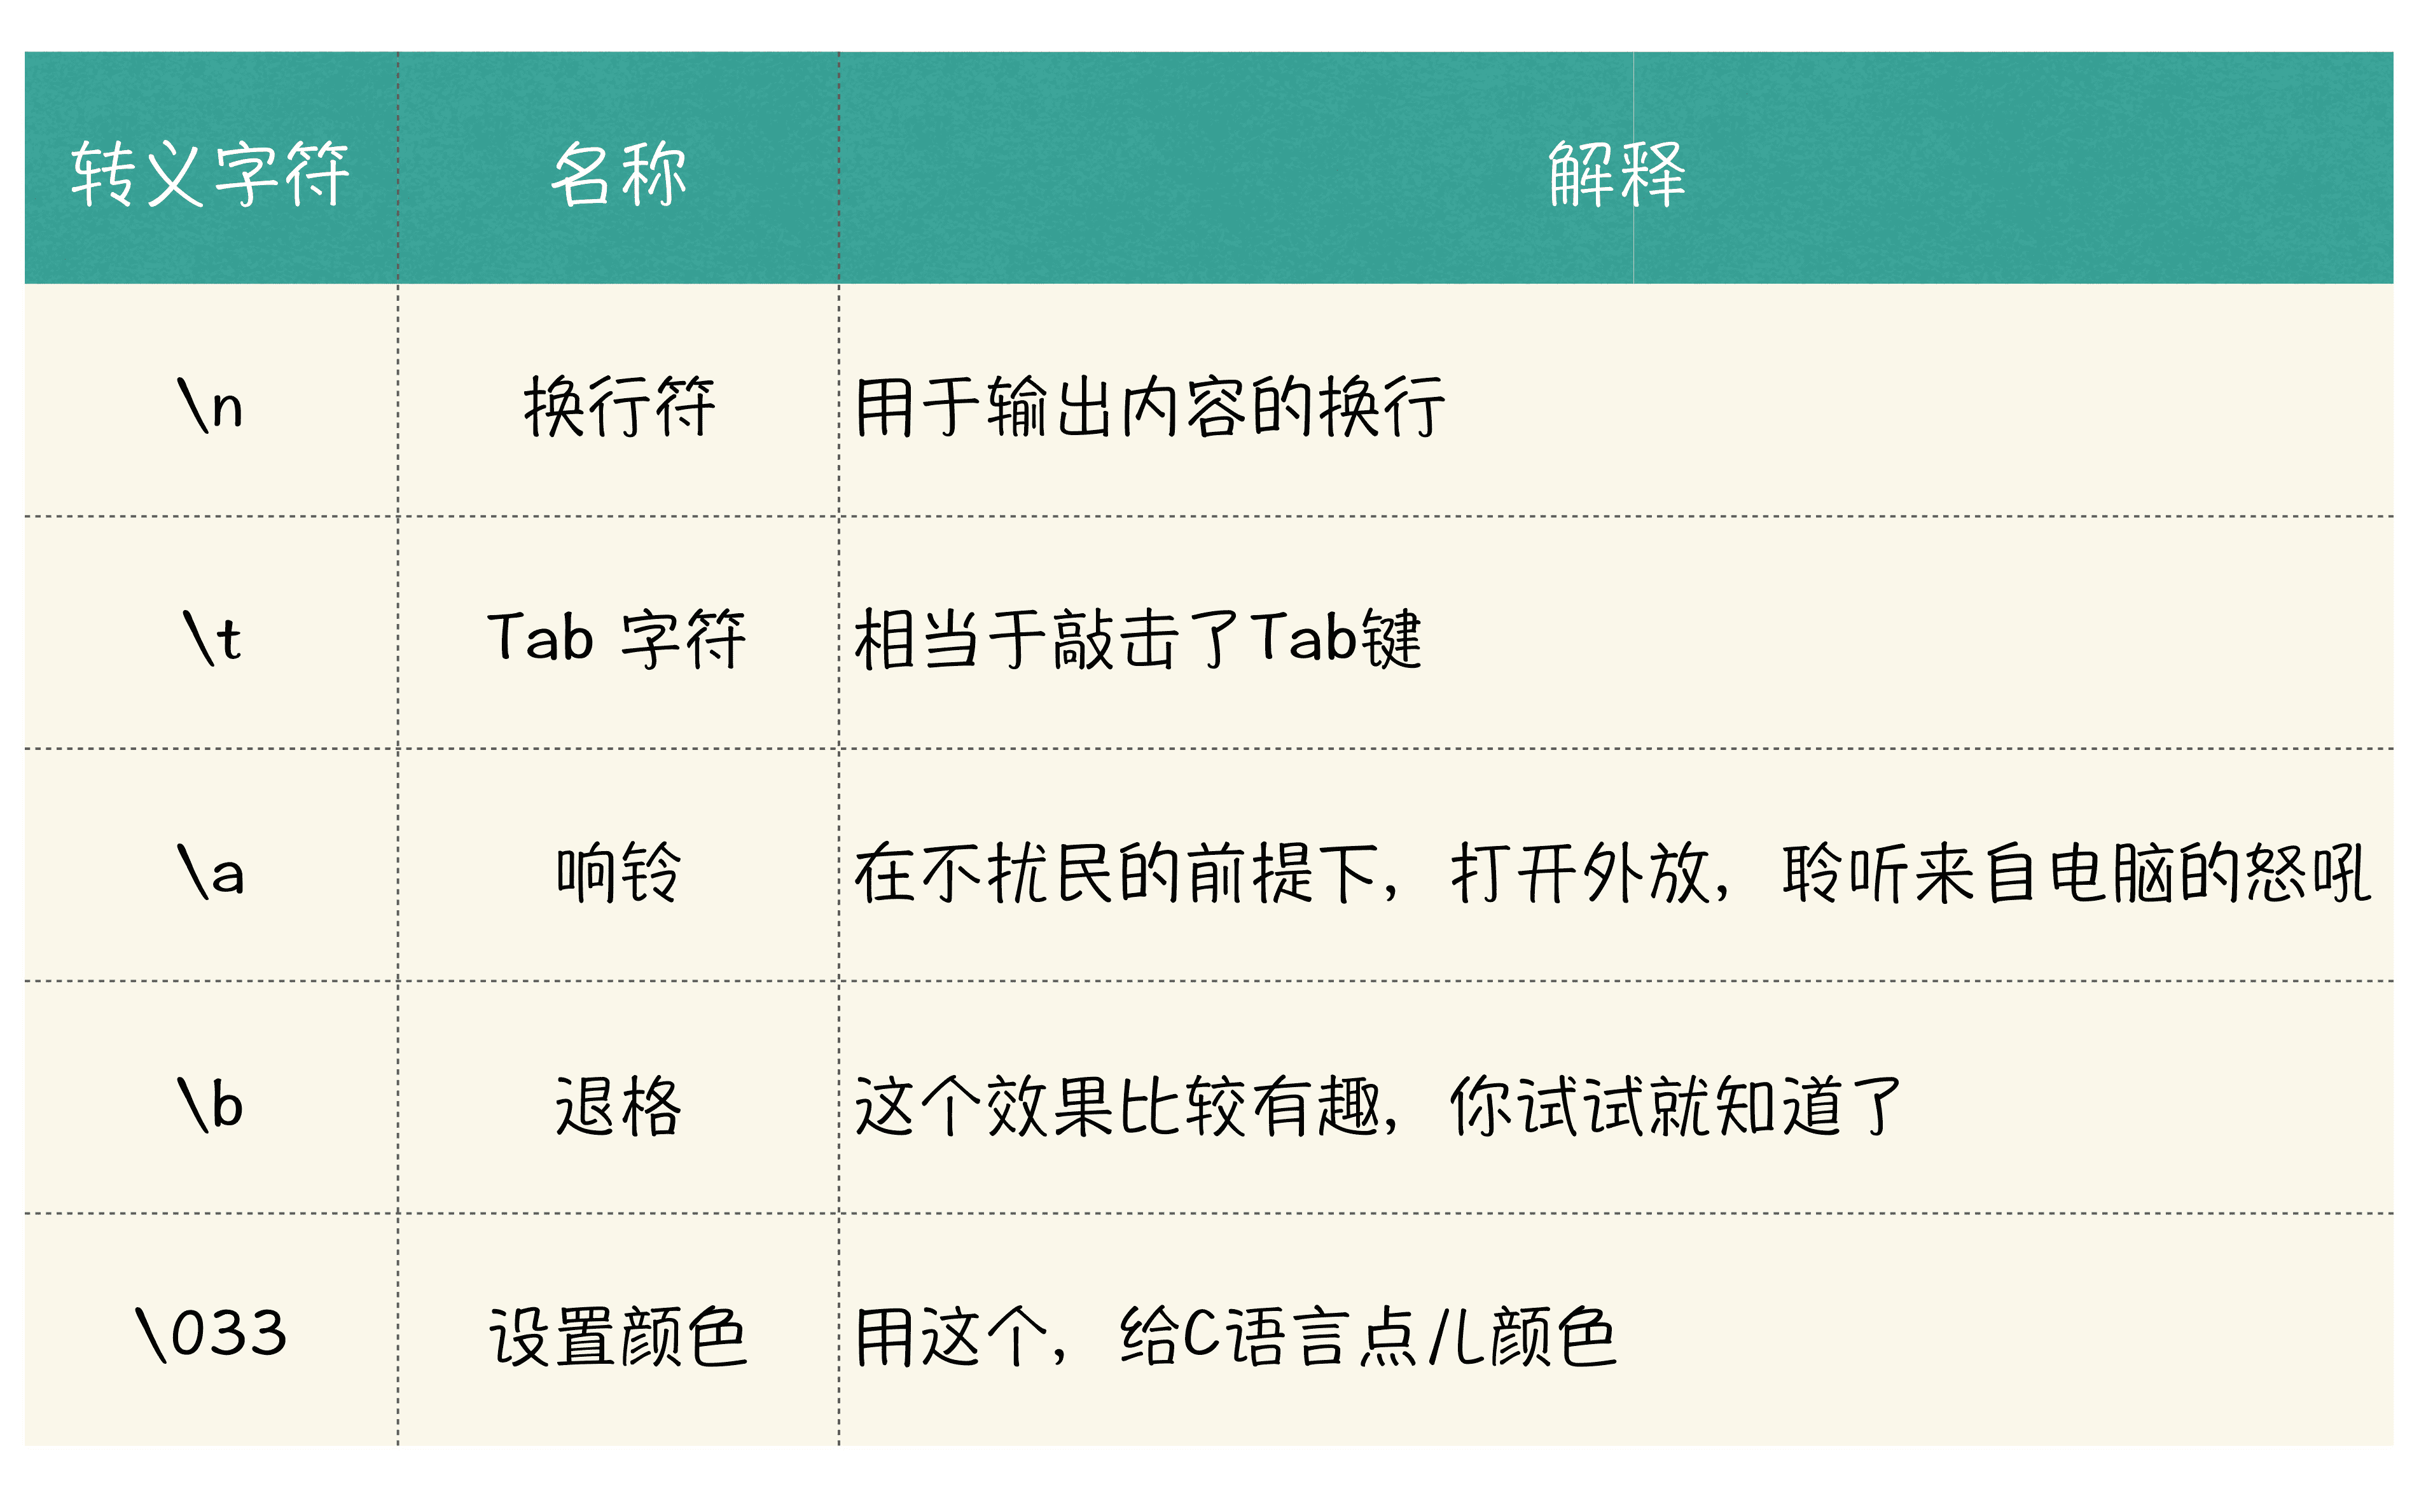 转义字符 名称 解释
\n 换行符 用于输出内容的换行
\t Tab 字符 相当于敲击了Tab键
\a 响铃 在不扰民的前提下，打开外放，聆听来自电脑的怒吼
\b 退格 这个效果比较有趣，你试试就知道了
\033 设置颜色 用这个，给C语言点儿颜色